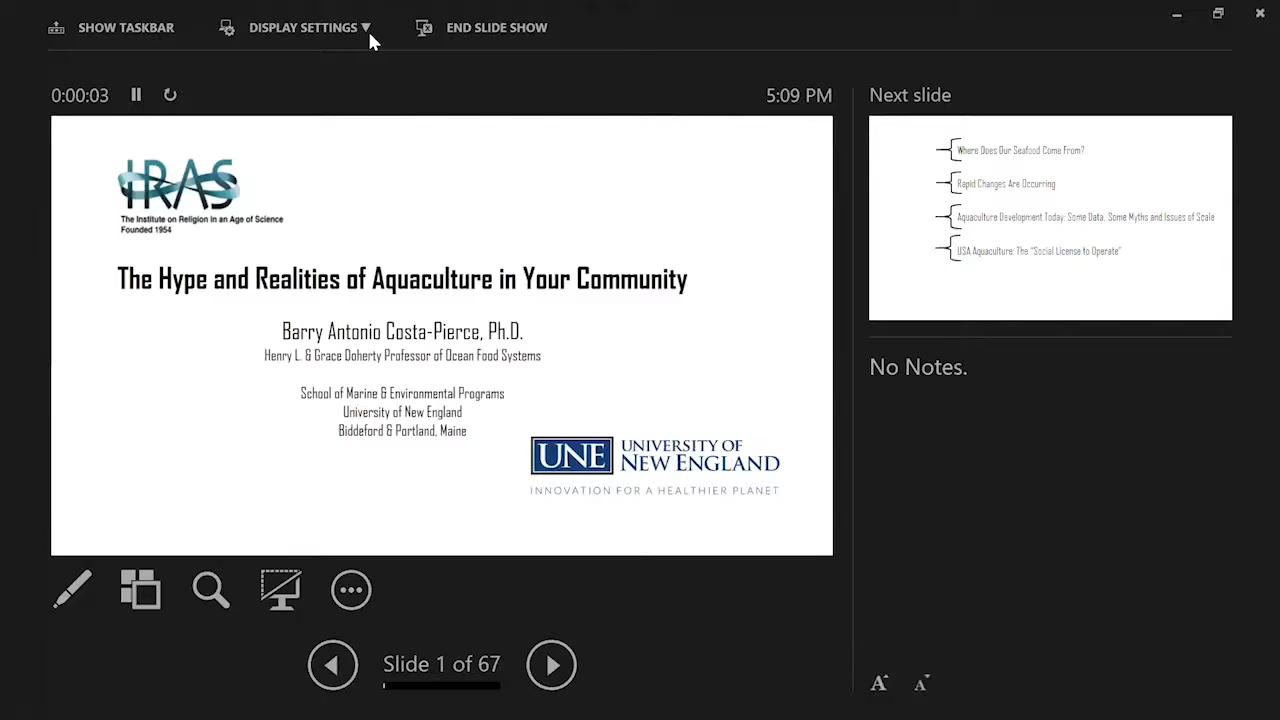 SHOW TASKBAR
DISPLAY SETTINGS ▼
END SLIDE SHOW
0:00:03
5:09 PM
Next slide
IRAS
The Institute on Religion in an Age of Science
Founded 1954
The Hype and Realities of Aquaculture in Your Community
Barry Antonio Costa-Pierce, Ph.D.
Henry L. & Grace Doherty Professor of Ocean Food Systems
School of Marine & Environmental Programs
University of New England
Biddeford & Portland, Maine
UNE UNIVERSITY OF
NEW ENGLAND
INNOVATION FOR A HEALTHIER PLANET
Where Does Our Seafood Come From?
Rapid Changes Are Occurring
Aquaculture Development Today: Some Data, Some Myths and Issues of Scale
USA Aquaculture: The "Social License to Operate"
No Notes.
Slide 1 of 67
A A